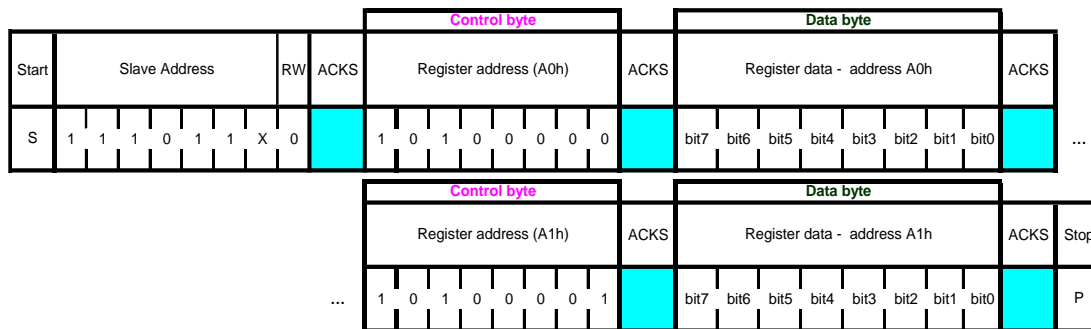 Control byte Data byte
Start Slave Address RW ACKS Register address (A0h) ACKS Register data - address A0h ACKS
S 1 1 1 0 1 1 X 0 1 0 1 0 0 0 0 0 bit7 bit6 bit5 bit4 bit3 bit2 bit1 bit0 ...
Control byte Data byte
Register address (A1h) ACKS Register data - address A1h ACKS Stop
... 1 0 1 0 0 0 0 1 bit7 bit6 bit5 bit4 bit3 bit2 bit1 bit0 P